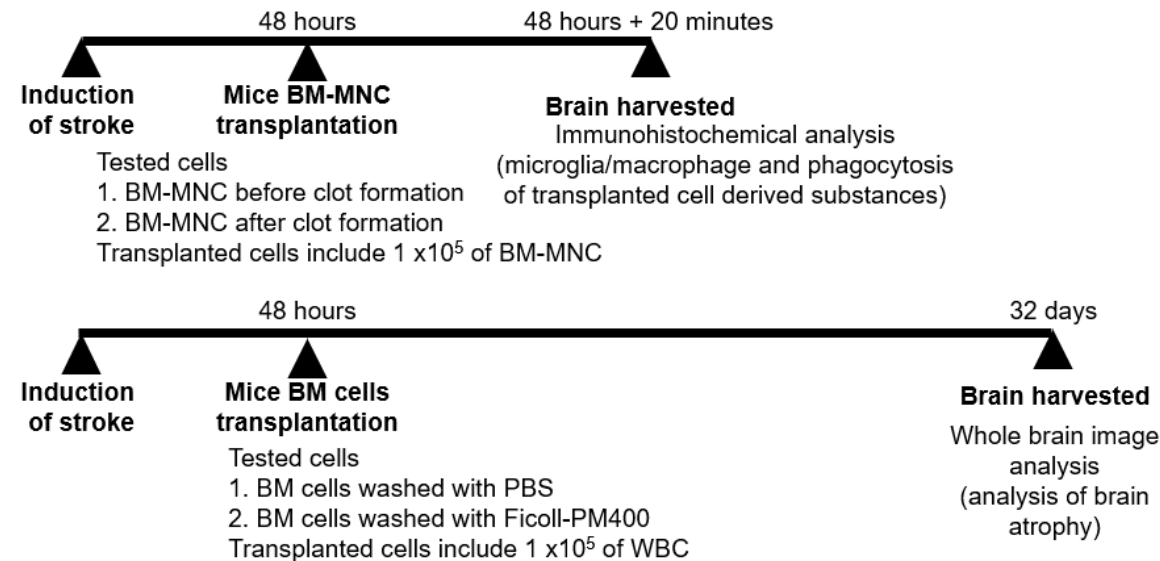 48 hours
48 hours + 20 minutes
Induction
of stroke
Mice BM-MNC
transplantation
Brain harvested
Immunohistochemical analysis
(microglia/macrophage and phagocytosis
of transplanted cell derived substances)
Tested cells
1. BM-MNC before clot formation
2. BM-MNC after clot formation
Transplanted cells include 1 x10⁵ of BM-MNC
48 hours
32 days
Induction
of stroke
Mice BM cells
transplantation
Brain harvested
Whole brain image
analysis
(analysis of brain
atrophy)
Tested cells
1. BM cells washed with PBS
2. BM cells washed with Ficoll-PM400
Transplanted cells include 1 x10⁵ of WBC